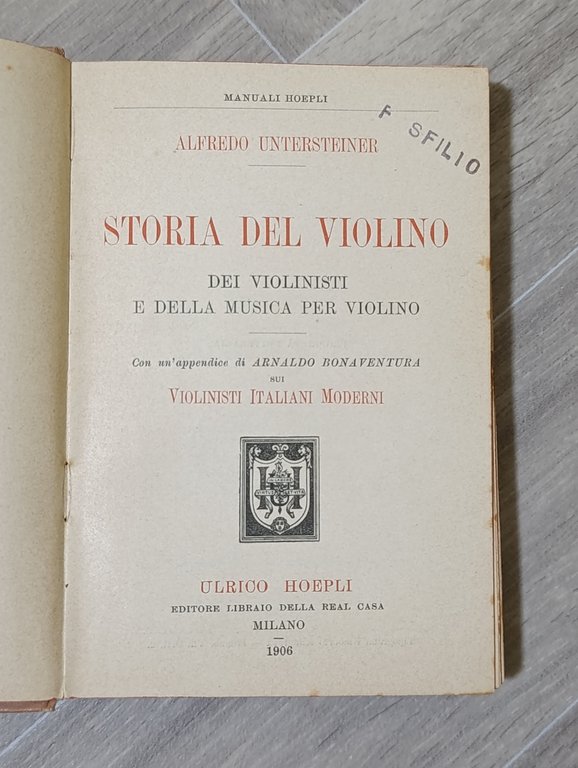 MANUALI HOEPLI
F SFILIO
ALFREDO UNTERSTEINER
STORIA DEL VIOLINO
DEI VIOLINISTI
E DELLA MUSICA PER VIOLINO
Con un'appendice di ARNALDO BONAVENTURA
SUI
VIOLINISTI ITALIANI MODERNI
ULRICO HOEPLI
EDITORE LIBRAIO DELLA REAL CASA
MILANO
1906